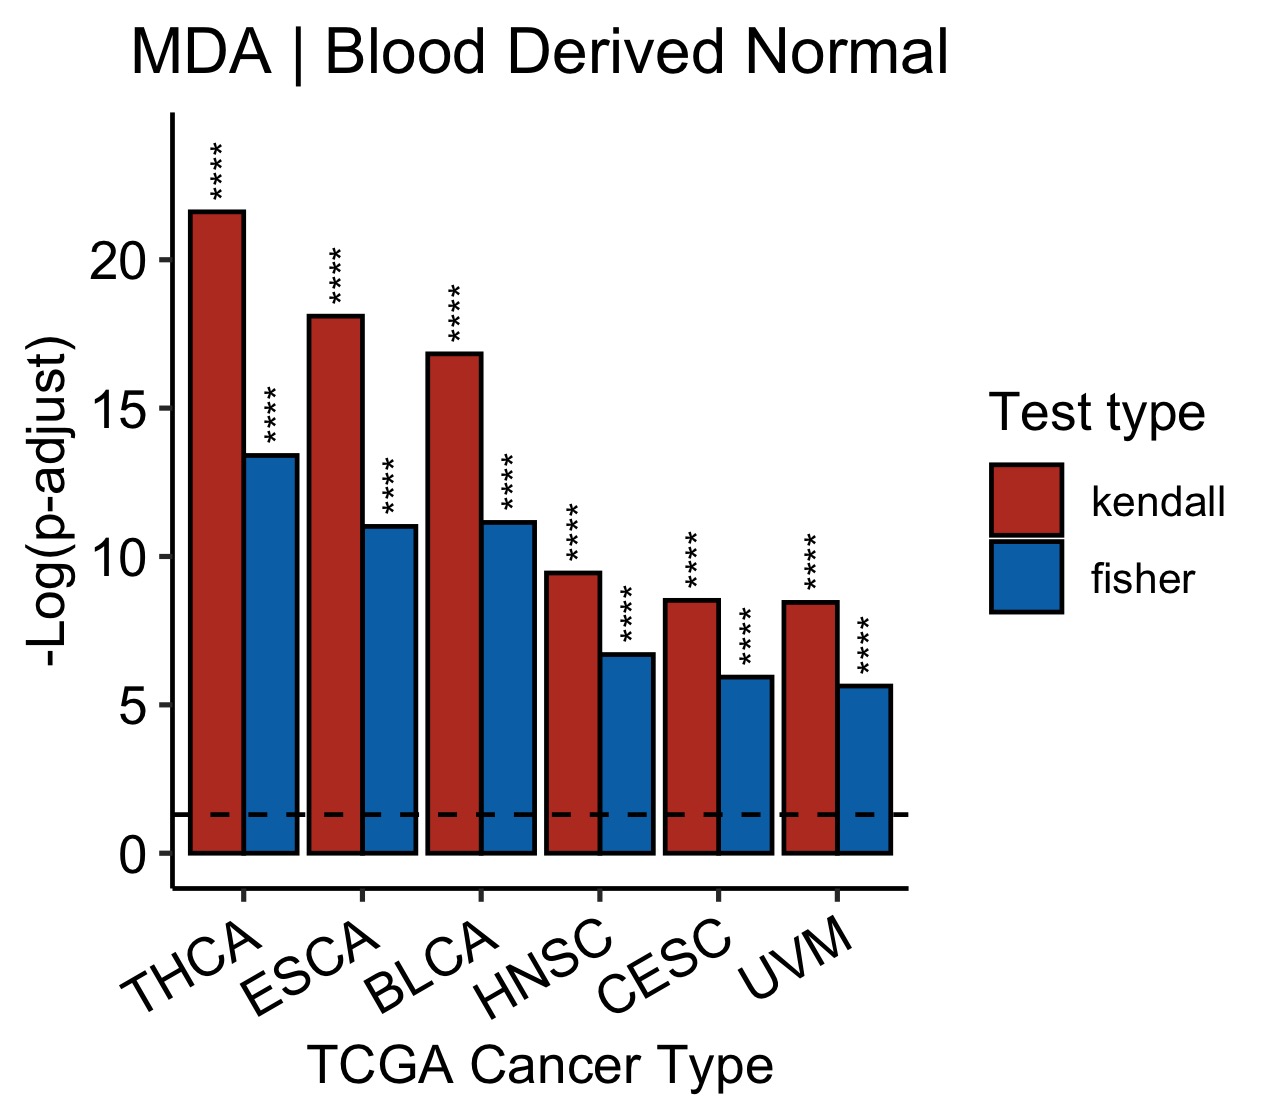 MDA | Blood Derived Normal
-Log(p-adjust)
20
15
10
5
0
****
****
****
****
****
****
****
****
****
****
****
****
THCA
ESCA
BLCA
HNSC
CESC
UVM
TCGA Cancer Type
Test type
kendall
fisher